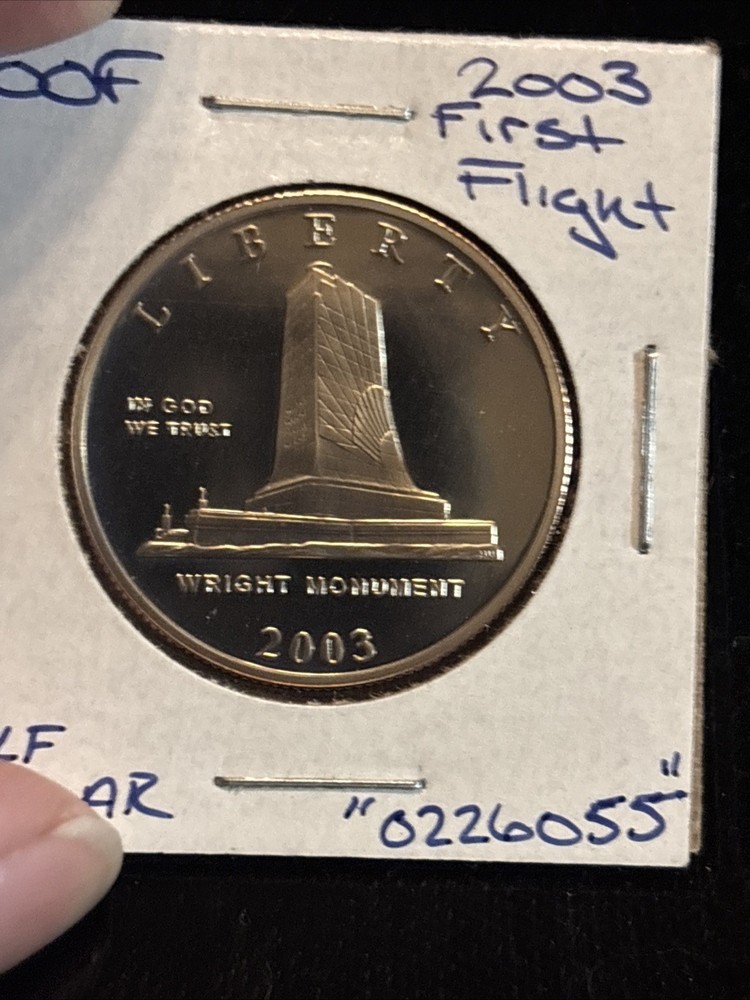 OOF
2003
First
Flight
LIBERTY
IN GOD
WE TRUST
WRIGHT MONUMENT
2003
LF
AR
"0226055"